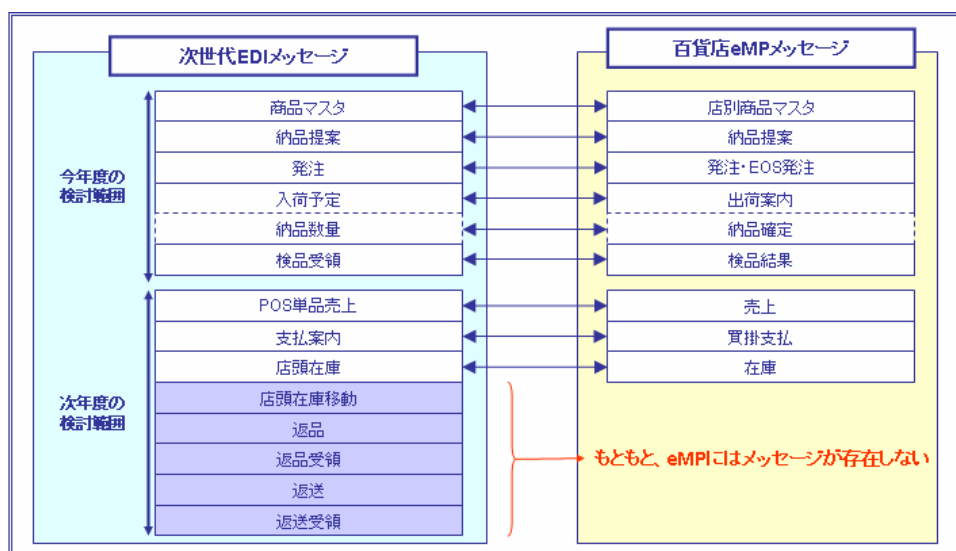 次世代EDIメッセージ
百貨店eMPメッセージ
今年度の
検討範囲
商品マスタ
店別商品マスタ
納品提案
納品提案
発注
発注・EOS発注
入荷予定
出荷案内
納品数量
納品確定
検品受領
検品結果
次年度の
検討範囲
POS単品売上
売上
支払案内
買掛支払
店頭在庫
在庫
店頭在庫移動
返品
返品受領
返送
返送受領
もともと、eMPにはメッセージが存在しない